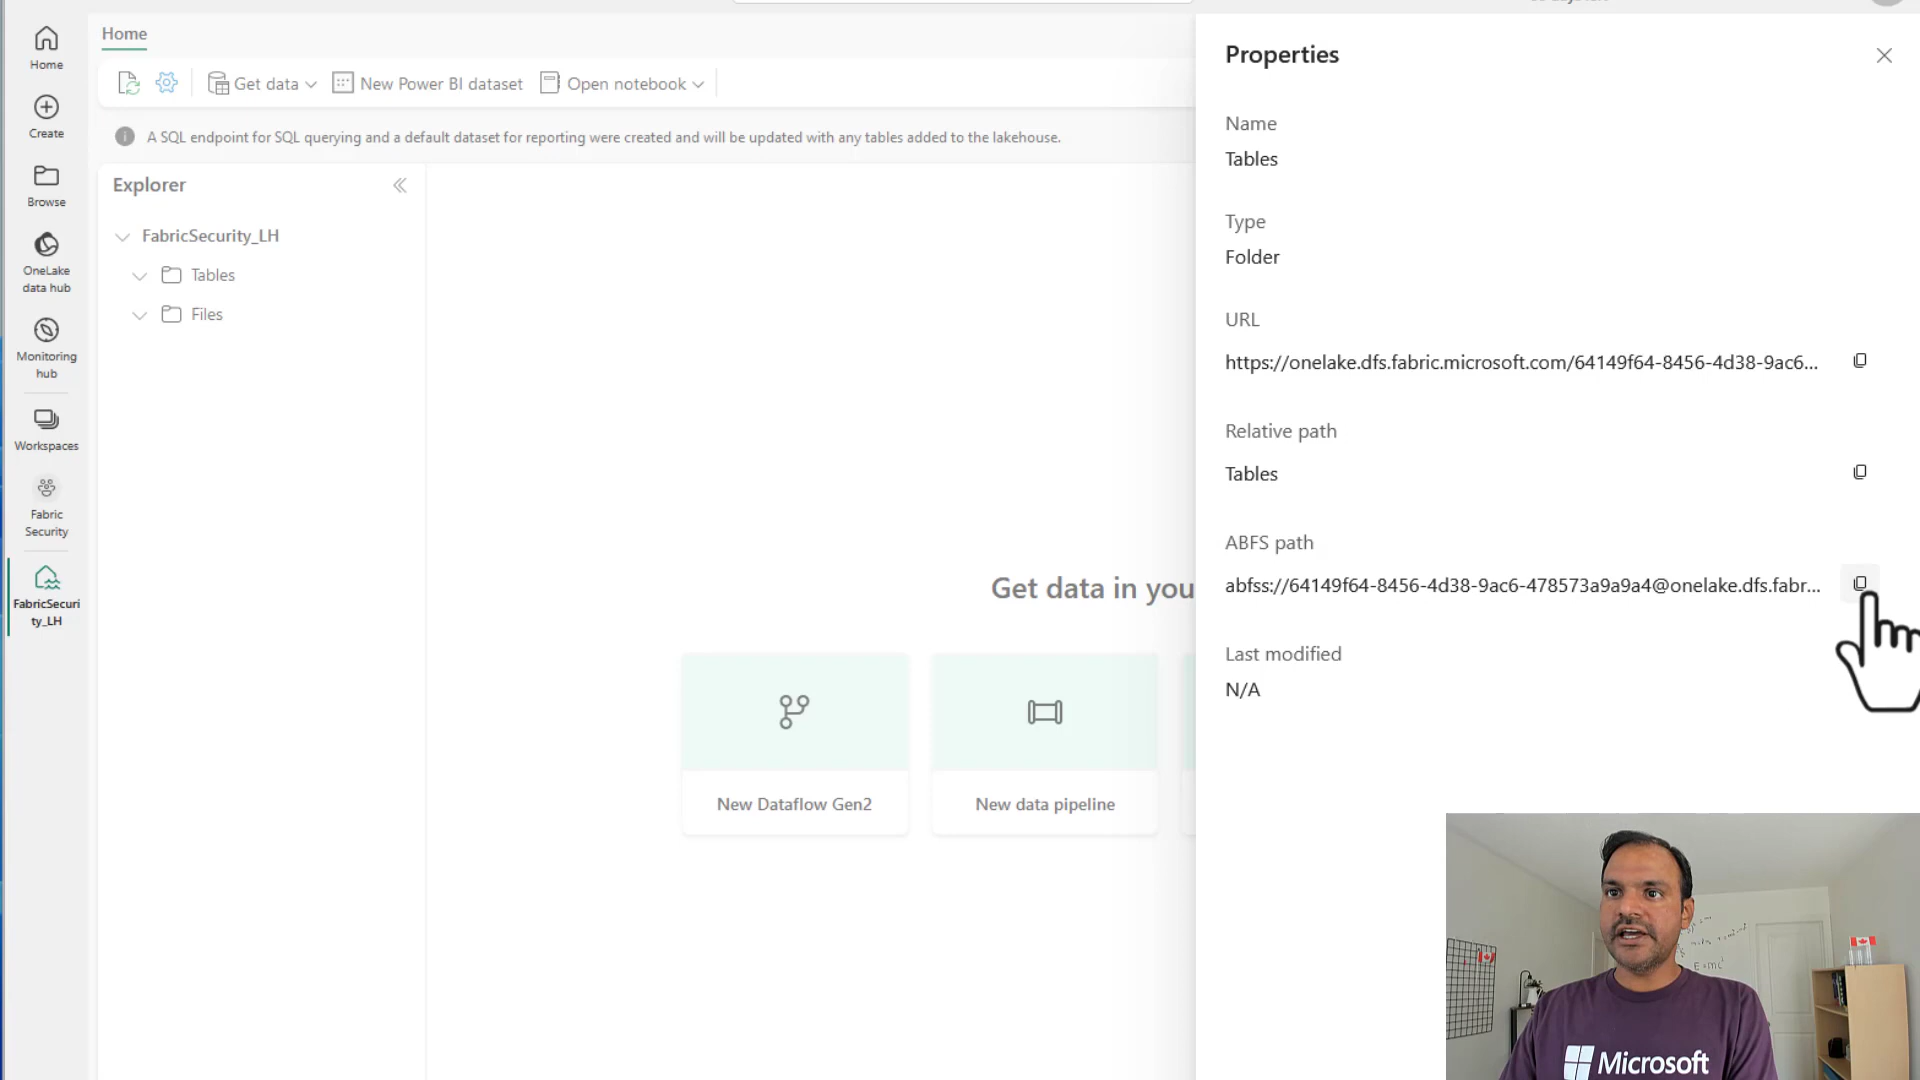 Home
Create
Browse
OneLake
data hub
Monitoring
hub
Workspaces
Fabric
Security
FabricSecuri
ty_LH
Home
Get data
New Power BI dataset
Open notebook
A SQL endpoint for SQL querying and a default dataset for reporting were created and will be updated with any tables added to the lakehouse.
Explorer
FabricSecurity_LH
Tables
Files
Get data in you
New Dataflow Gen2
New data pipeline
Properties
Name
Tables
Type
Folder
URL
https://onelake.dfs.fabric.microsoft.com/64149f64-8456-4d38-9ac6...
Relative path
Tables
ABFS path
abfss://64149f64-8456-4d38-9ac6-478573a9a9a4@onelake.dfs.fabr...
Last modified
N/A
E=mc²
Microsoft